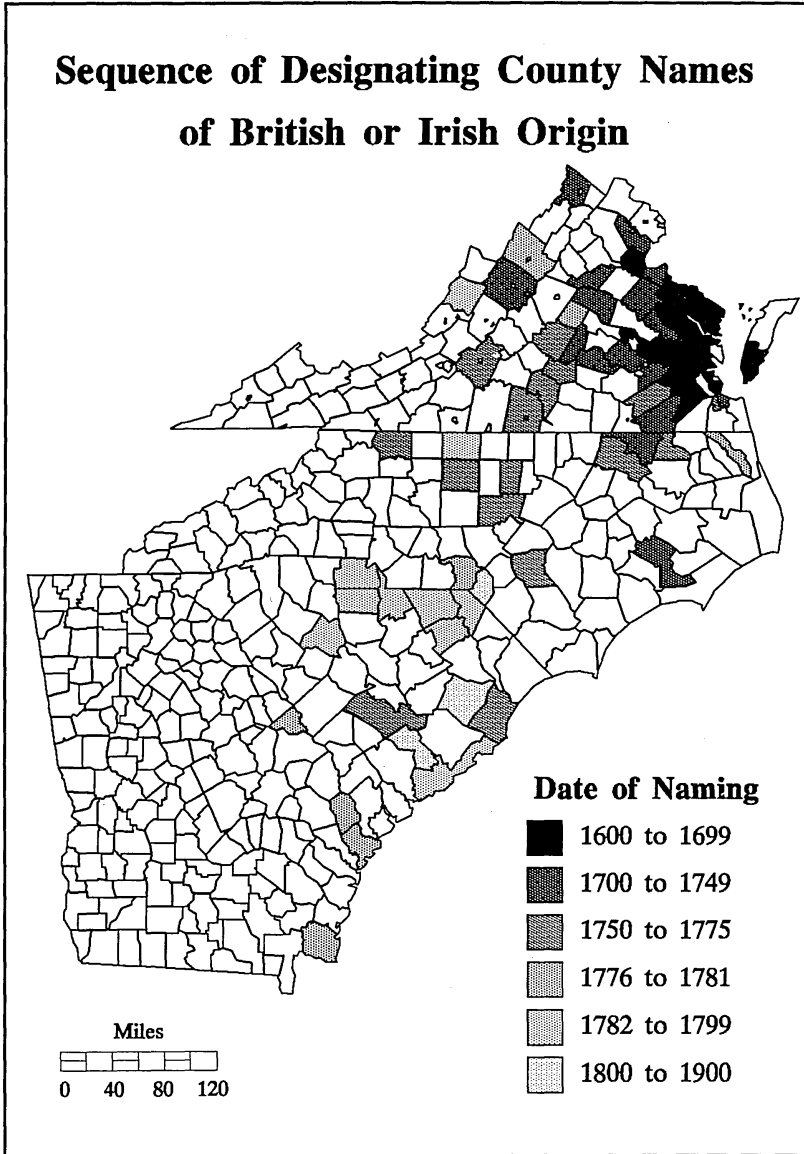 Sequence of Designating County Names
of British or Irish Origin
Date of Naming
1600 to 1699
1700 to 1749
1750 to 1775
1776 to 1781
1782 to 1799
1800 to 1900
Miles
0 40 80 120